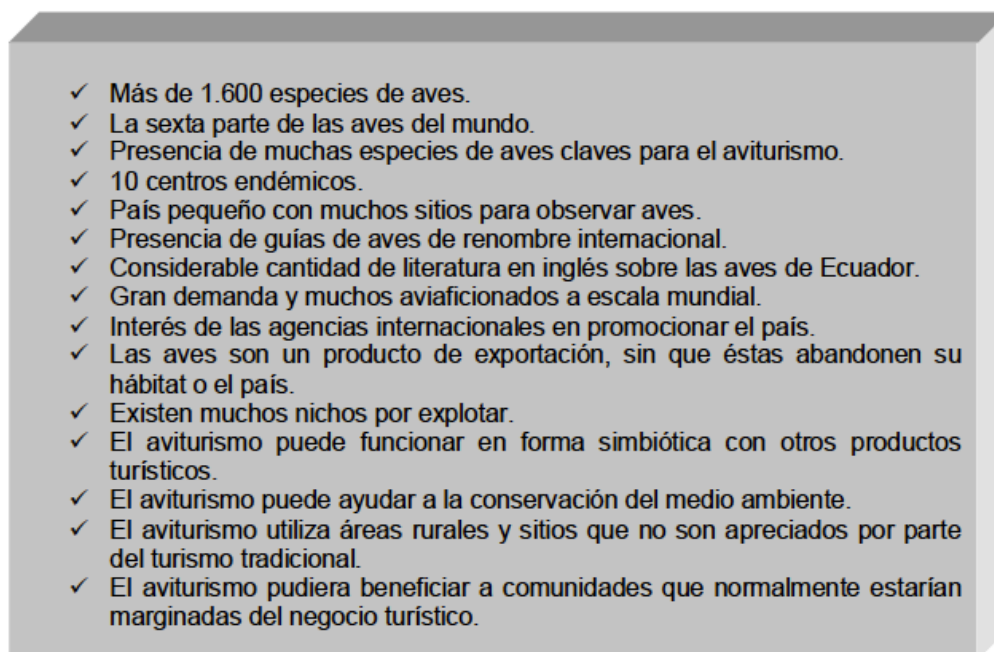 ✓ Más de 1.600 especies de aves.
✓ La sexta parte de las aves del mundo.
✓ Presencia de muchas especies de aves claves para el aviturismo.
✓ 10 centros endémicos.
✓ País pequeño con muchos sitios para observar aves.
✓ Presencia de guías de aves de renombre internacional.
✓ Considerable cantidad de literatura en inglés sobre las aves de Ecuador.
✓ Gran demanda y muchos aviaficionados a escala mundial.
✓ Interés de las agencias internacionales en promocionar el país.
✓ Las aves son un producto de exportación, sin que éstas abandonen su
hábitat o el país.
✓ Existen muchos nichos por explotar.
✓ El aviturismo puede funcionar en forma simbiótica con otros productos
turísticos.
✓ El aviturismo puede ayudar a la conservación del medio ambiente.
✓ El aviturismo utiliza áreas rurales y sitios que no son apreciados por parte
del turismo tradicional.
✓ El aviturismo pudiera beneficiar a comunidades que normalmente estarían
marginadas del negocio turístico.